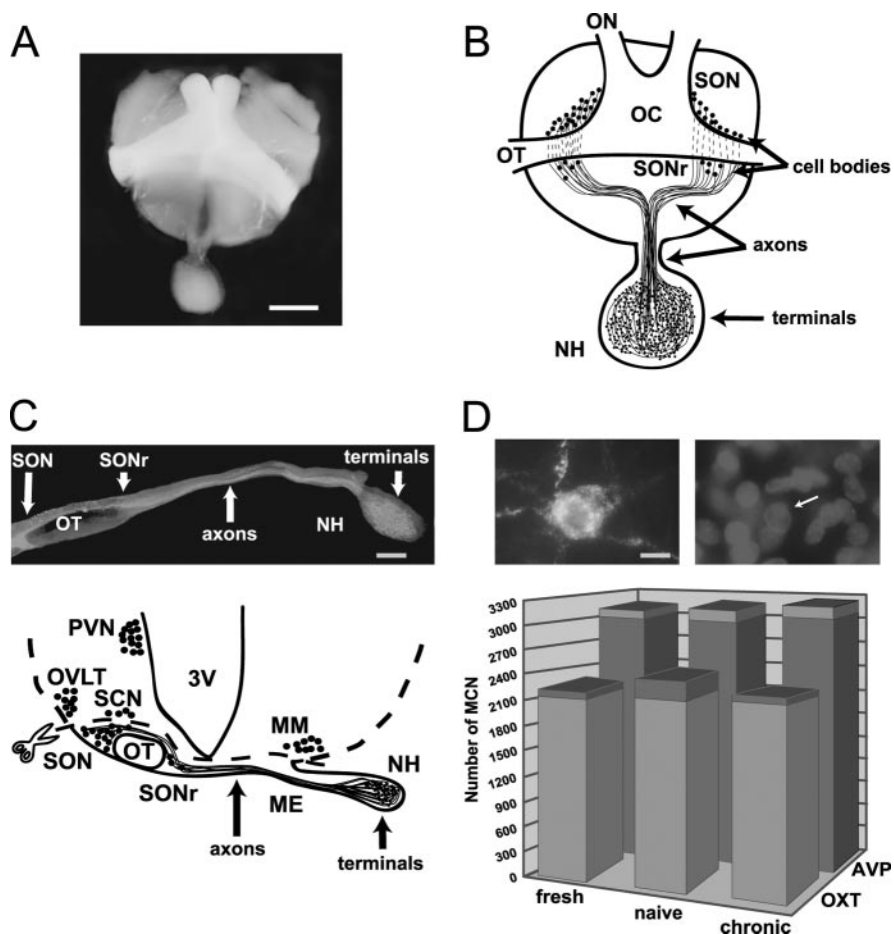 A
B
ON
SON
OC
OT
SONr
cell bodies
axons
terminals
NH
C
SON
SONr
terminals
OT
axons
NH
PVN
OVLT
SCN
3V
MM
OT
NH
SON
SONr
ME
axons
terminals
D
3300
3000
2700
2400
2100
1800
1500
1200
900
600
300
0
Number of MCN
fresh
naive
chronic
OXT
AVP